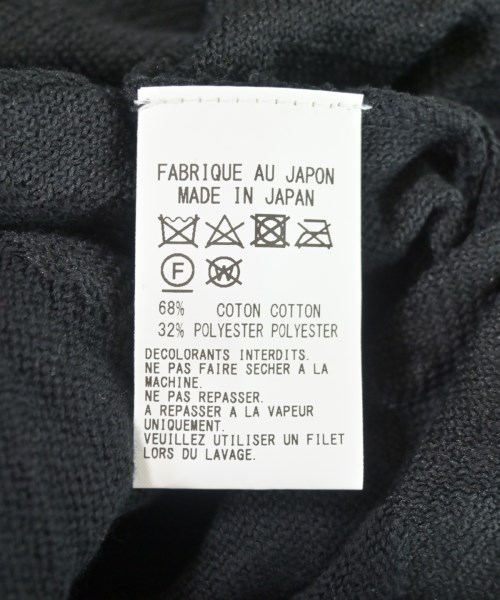 FABRIQUE AU JAPON
MADE IN JAPAN
F W
68% COTON COTTON
32% POLYESTER POLYESTER
DECOLORANTS INTERDITS.
NE PAS FAIRE SECHER A LA
MACHINE.
NE PAS REPASSER.
A REPASSER A LA VAPEUR
UNIQUEMENT.
VEUILLEZ UTILISER UN FILET
LORS DU LAVAGE.